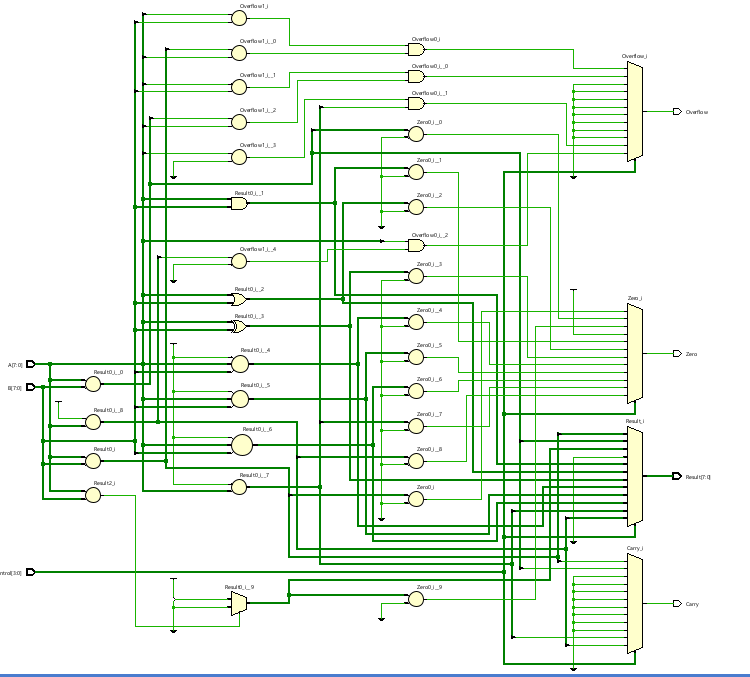 Overflow1_i
Overflow1_i__0
Overflow1_i__1
Overflow1_i__2
Overflow1_i__3
Result0_i__1
Overflow1_i__4
Result0_i__2
Result0_i__3
Result0_i__4
Result0_i__5
Result0_i__6
Result0_i__7
Result0_i__9
A[7:0]
B[7:0]
Result0_i__0
Result0_i__8
Result0_i
Result2_i
ntrol[3:0]
Overflow0_i
Overflow0_i__0
Overflow0_i__1
Zero0_i__0
Zero0_i__1
Zero0_i__2
Overflow0_i__2
Zero0_i__3
Zero0_i__4
Zero0_i__5
Zero0_i__6
Zero0_i__7
Zero0_i__8
Zero0_i
Zero0_i__9
Overflow_i
Overflow
Zero_i
Zero
Result_i
Result[7:0]
Carry_i
Carry